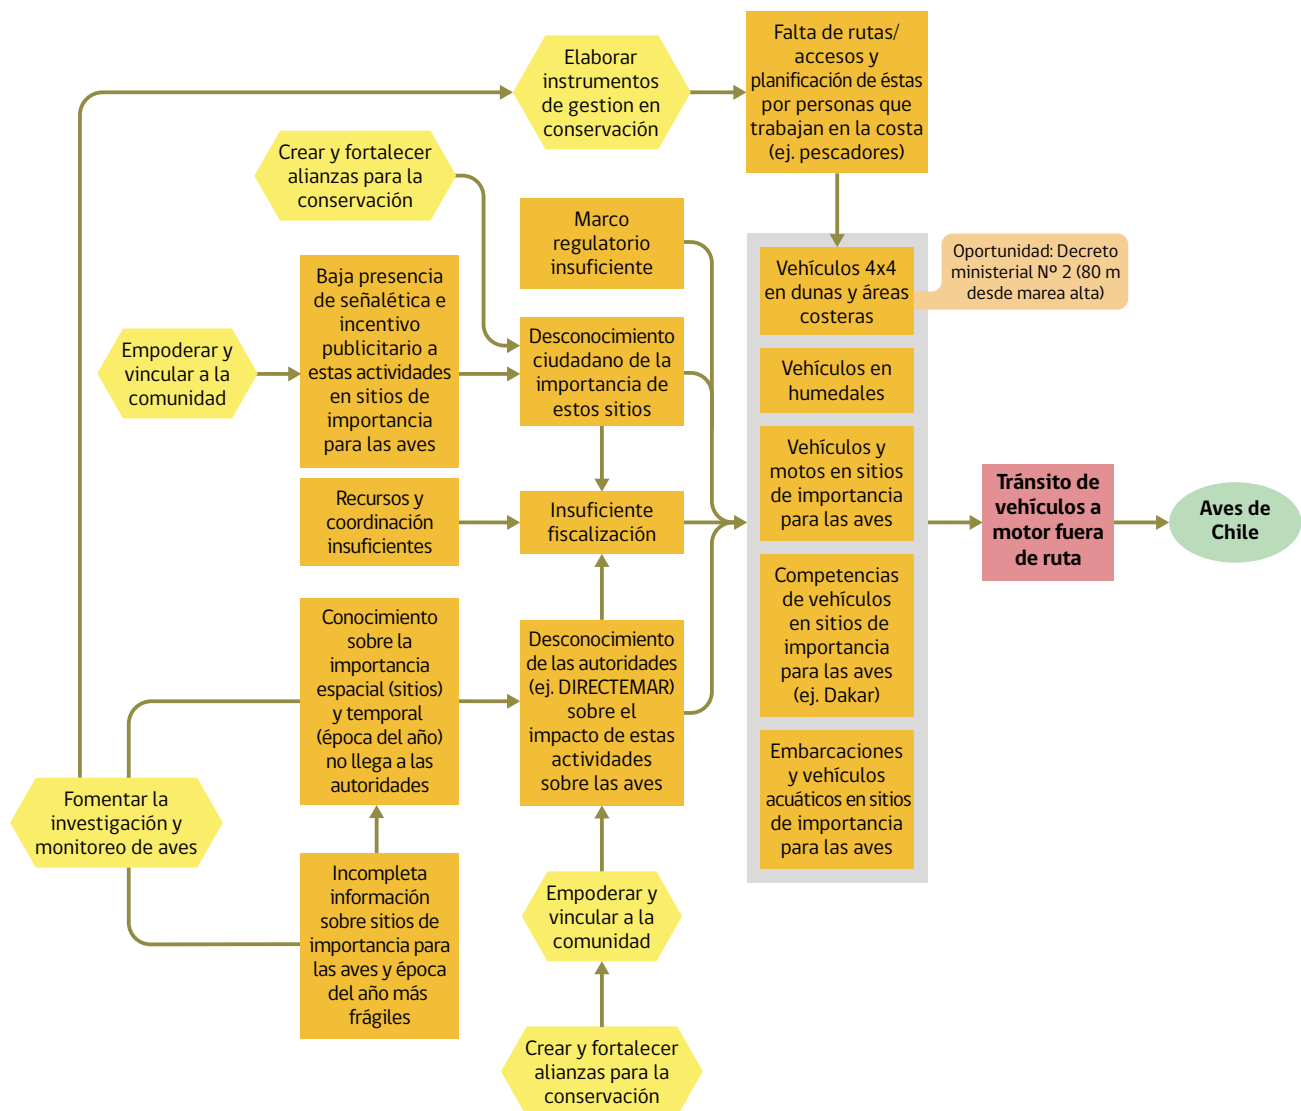 Elaborar
instrumentos
de gestion en
conservación
Falta de rutas/
accesos y
planificación de éstas
por personas que
trabajan en la costa
(ej. pescadores)
Crear y fortalecer
alianzas para la
conservación
Marco
regulatorio
insuficiente
Vehículos 4x4
en dunas y áreas
costeras
Oportunidad: Decreto
ministerial Nº 2 (80 m
desde marea alta)
Baja presencia
de señalética e
incentivo
publicitario a
estas actividades
en sitios de
importancia
para las aves
Empoderar y
vincular a la
comunidad
Desconocimiento
ciudadano de la
importancia de
estos sitios
Vehículos en
humedales
Vehículos y
motos en sitios
de importancia
para las aves
Recursos y
coordinación
insuficientes
Insuficiente
fiscalización
Tránsito de
vehículos a
motor fuera
de ruta
Aves de
Chile
Competencias
de vehículos
en sitios de
importancia
para las aves
(ej. Dakar)
Conocimiento
sobre la
importancia
espacial (sitios)
y temporal
(época del año)
no llega a las
autoridades
Desconocimiento
de las autoridades
(ej. DIRECTEMAR)
sobre el
impacto de estas
actividades
sobre las aves
Embarcaciones
y vehículos
acuáticos en sitios
de importancia
para las aves
Fomentar la
investigación y
monitoreo de aves
Incompleta
información
sobre sitios de
importancia para
las aves y época
del año más
frágiles
Empoderar y
vincular a la
comunidad
Crear y fortalecer
alianzas para la
conservación